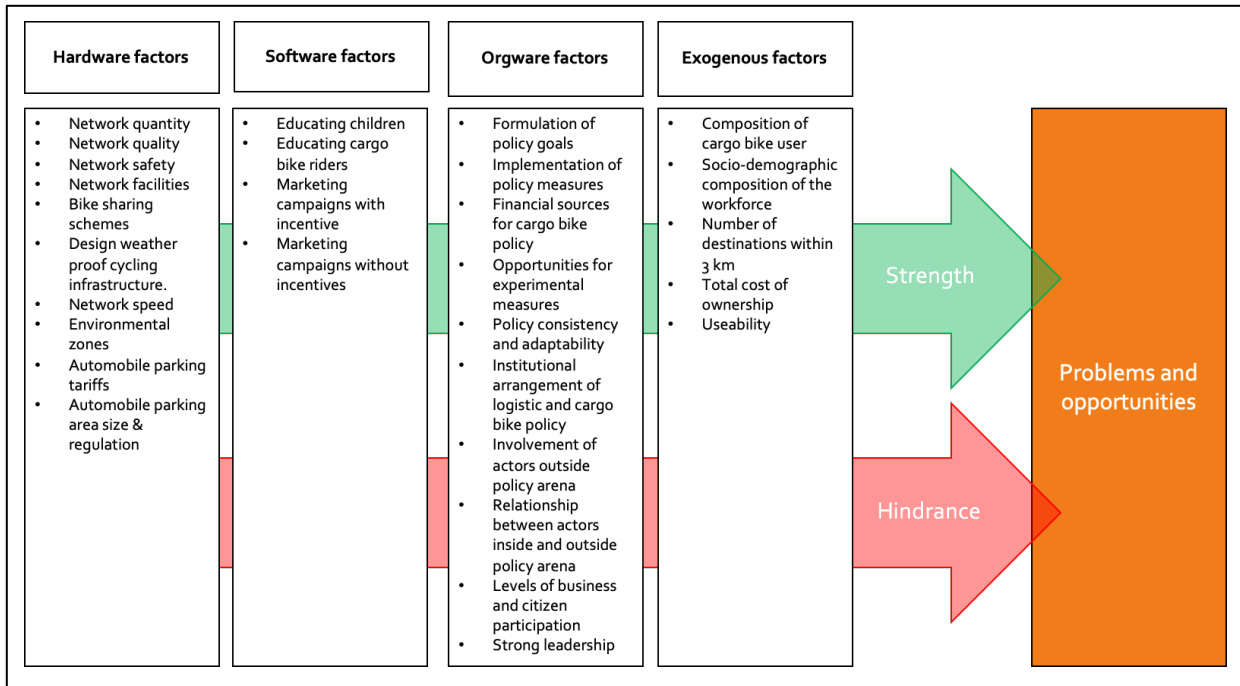 Hardware factors
Software factors
Orgware factors
Exogenous factors
• Network quantity
• Network quality
• Network safety
• Network facilities
• Bike sharing
schemes
• Design weather
proof cycling
infrastructure.
• Network speed
• Environmental
zones
• Automobile parking
tariffs
• Automobile parking
area size &
regulation
• Educating children
• Educating cargo
bike riders
• Marketing
campaigns with
incentive
• Marketing
campaigns without
incentives
• Formulation of
policy goals
• Implementation of
policy measures
• Financial sources
for cargo bike
policy
• Opportunities for
experimental
measures
• Policy consistency
and adaptability
• Institutional
arrangement of
logistic and cargo
bike policy
• Involvement of
actors outside
policy arena
• Relationship
between actors
inside and outside
policy arena
• Levels of business
and citizen
participation
• Strong leadership
• Composition of
cargo bike user
• Socio-demographic
composition of the
workforce
• Number of
destinations within
3 km
• Total cost of
ownership
• Useability
Strength
Hindrance
Problems and
opportunities